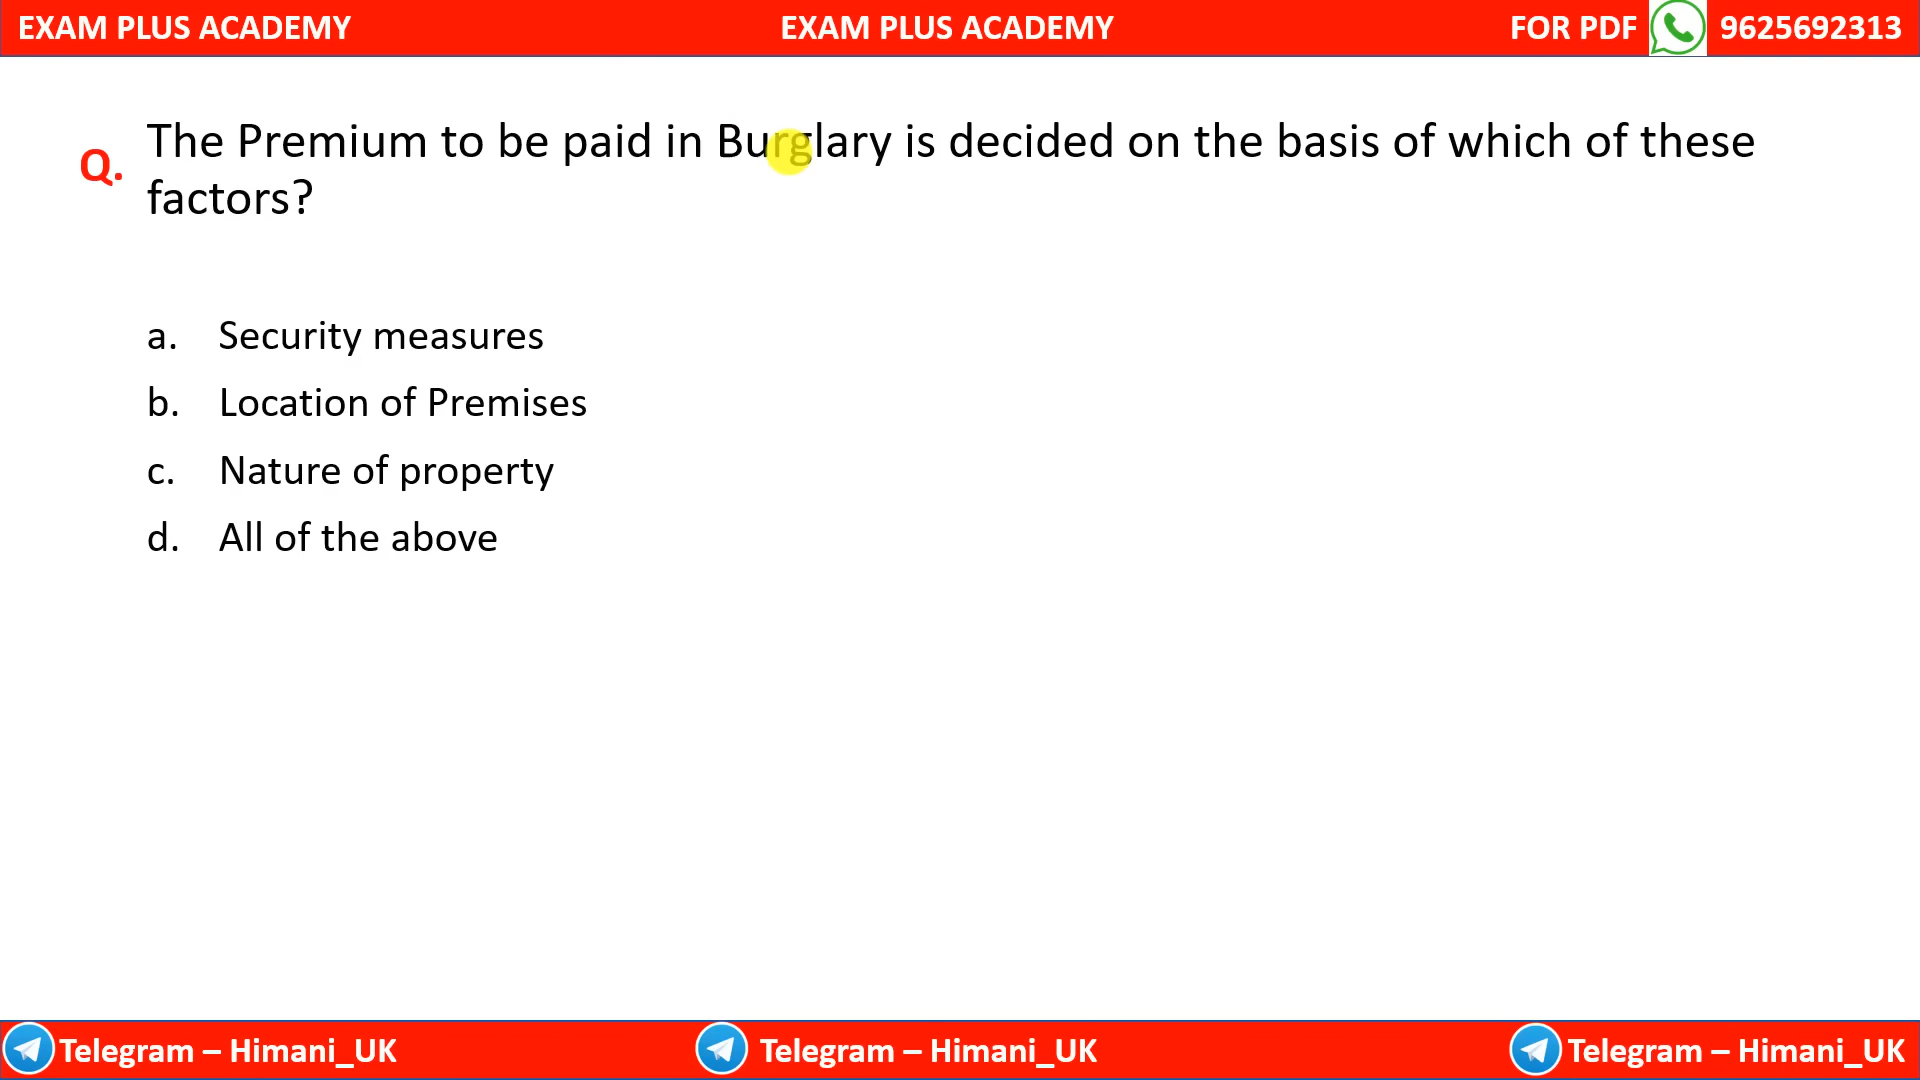 EXAM PLUS ACADEMY EXAM PLUS ACADEMY FOR PDF 9625692313
Q. The Premium to be paid in Burglary is decided on the basis of which of these
factors?
a. Security measures
b. Location of Premises
c. Nature of property
d. All of the above
Telegram – Himani_UK Telegram – Himani_UK Telegram – Himani_UK